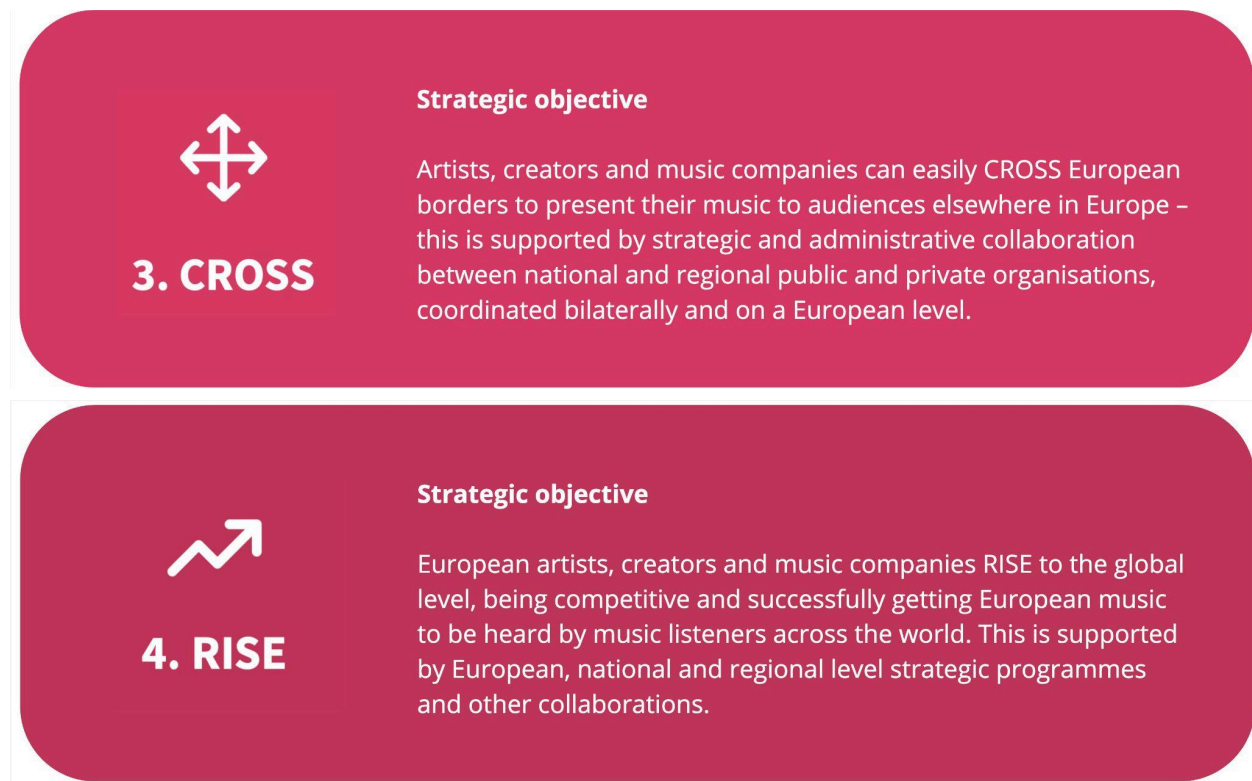 3. CROSS
Strategic objective
Artists, creators and music companies can easily CROSS European
borders to present their music to audiences elsewhere in Europe –
this is supported by strategic and administrative collaboration
between national and regional public and private organisations,
coordinated bilaterally and on a European level.
4. RISE
Strategic objective
European artists, creators and music companies RISE to the global
level, being competitive and successfully getting European music
to be heard by music listeners across the world. This is supported
by European, national and regional level strategic programmes
and other collaborations.